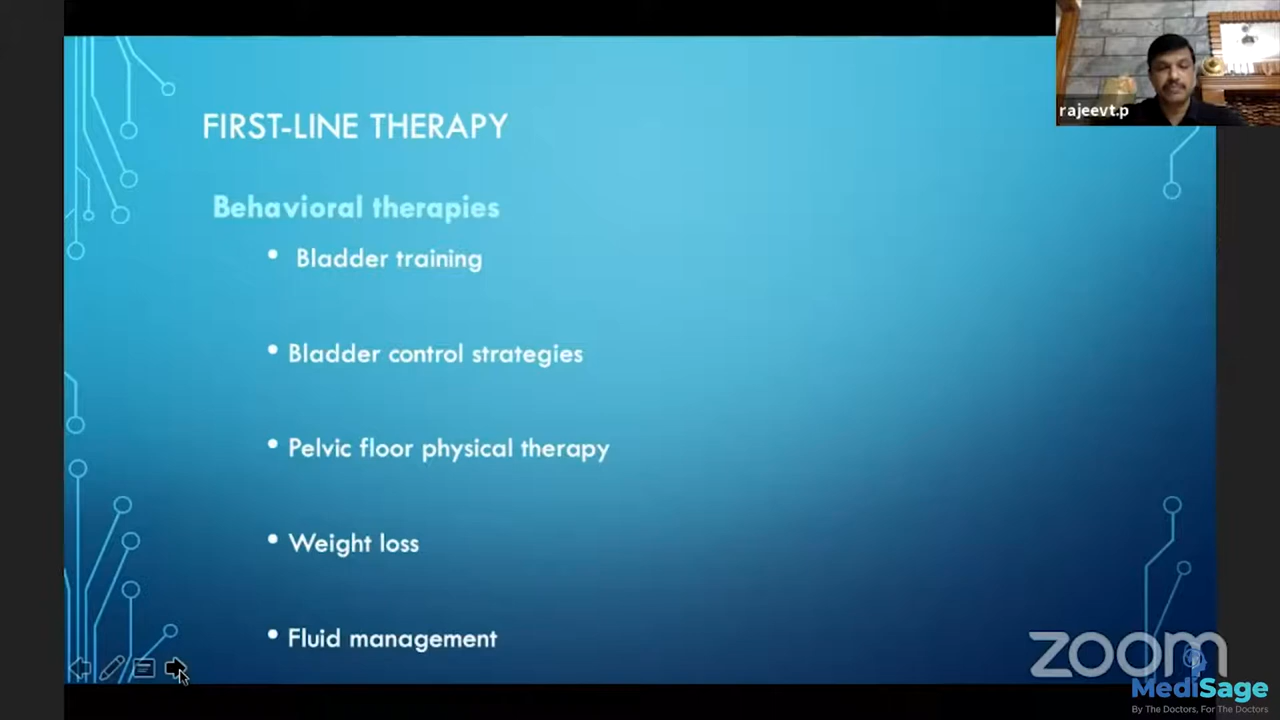 FIRST-LINE THERAPY
rajeevt.p
Behavioral therapies
• Bladder training
• Bladder control strategies
• Pelvic floor physical therapy
• Weight loss
• Fluid management
zoom
MediSage
By The Doctors, For The Doctors